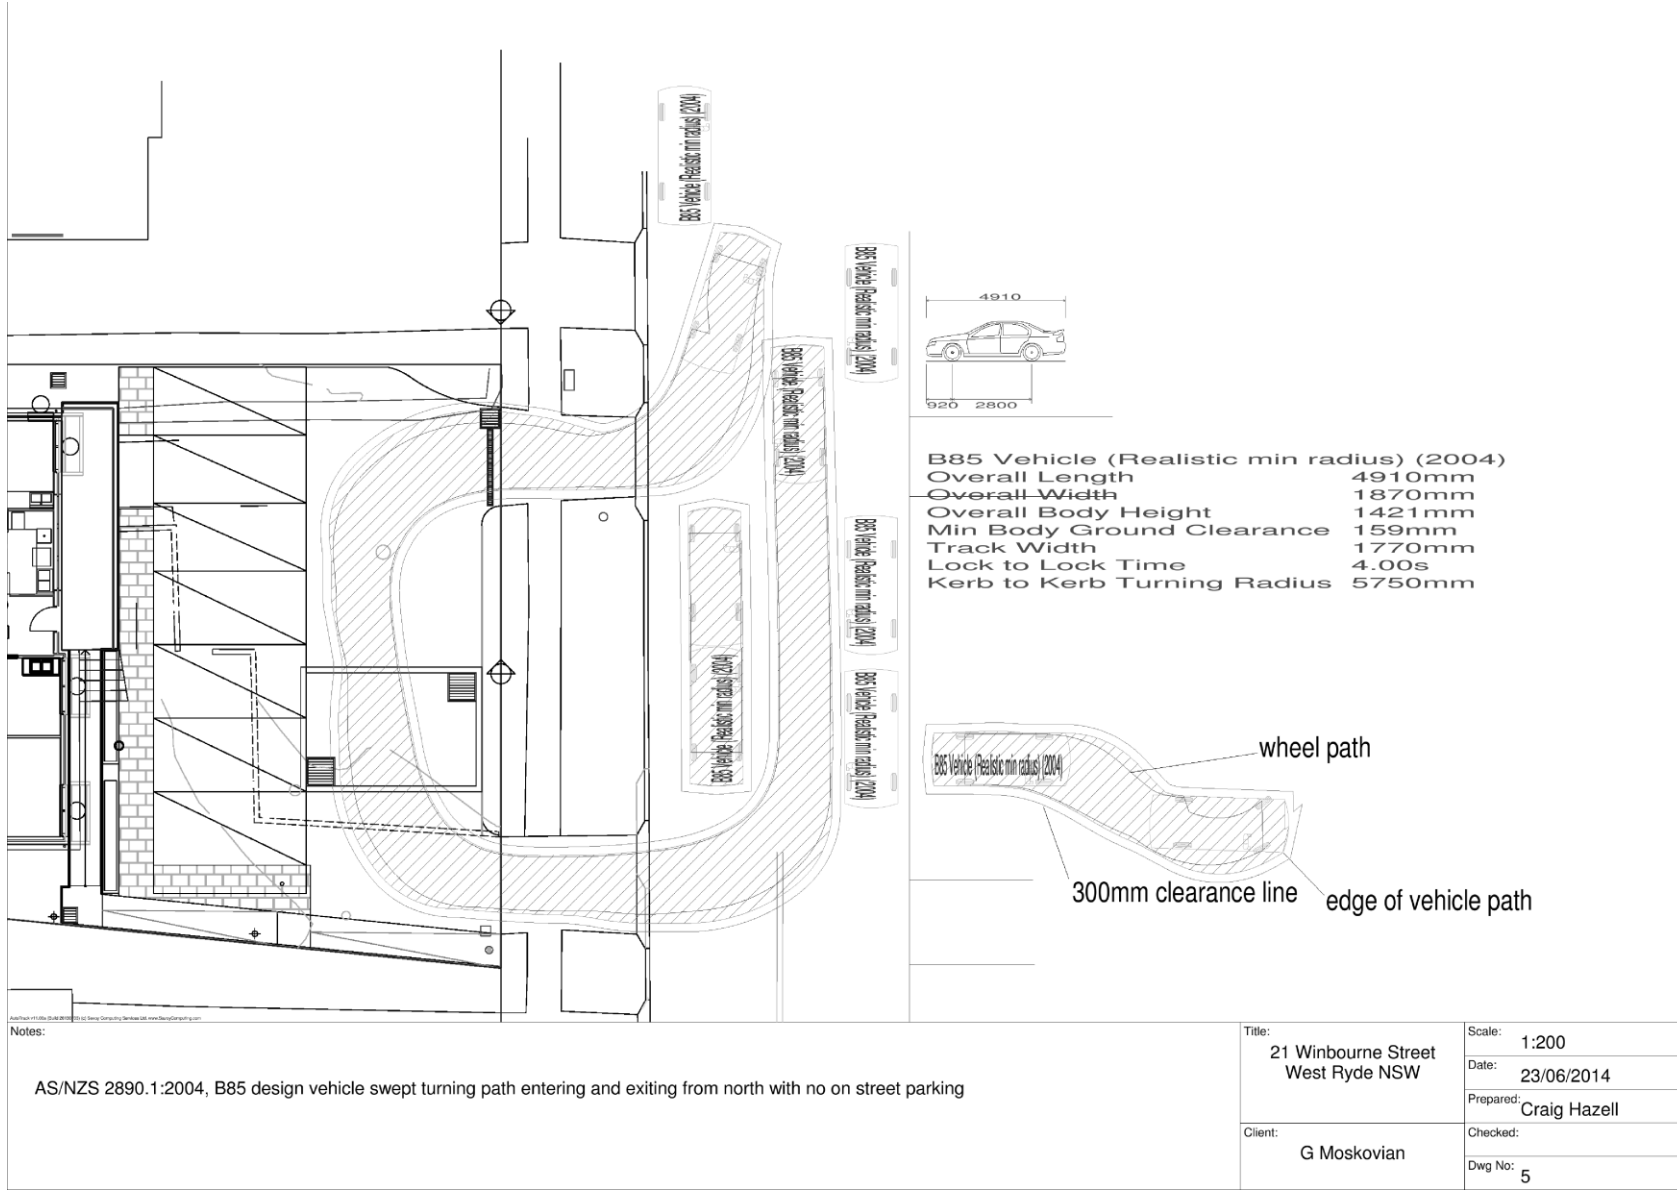 B85 Vehicle (Realistic min radius) (2004)
B85 Vehicle (Realistic min radius) (2004)
B85 Vehicle (Realistic min radius) (2004)
B85 Vehicle (Realistic min radius) (2004)
B85 Vehicle (Realistic min radius) (2004)
B85 Vehicle (Realistic min radius) (2004)
4910
920
2800
B85 Vehicle (Realistic min radius) (2004)
Overall Length 4910mm
Overall Width 1870mm
Overall Body Height 1421mm
Min Body Ground Clearance 159mm
Track Width 1770mm
Lock to Lock Time 4.00s
Kerb to Kerb Turning Radius 5750mm
B85 Vehicle (Realistic min radius) (2004)
wheel path
300mm clearance line
edge of vehicle path
Notes:
AS/NZS 2890.1:2004, B85 design vehicle swept turning path entering and exiting from north with no on street parking
Title:
21 Winbourne Street
West Ryde NSW
Client:
G Moskovian
Scale: 1:200
Date: 23/06/2014
Prepared: Craig Hazell
Checked:
Dwg No: 5